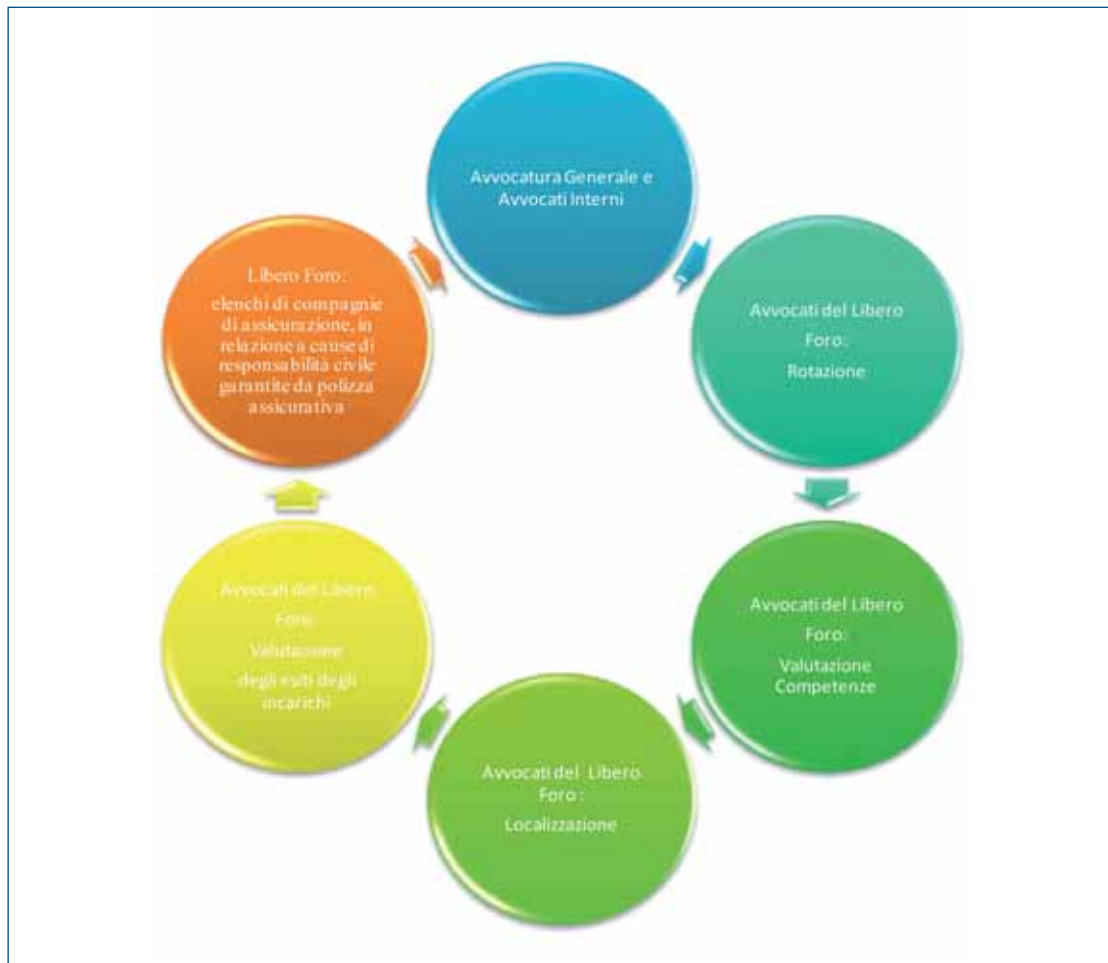 Avvocatura Generale e
Avvocati Interni
Avvocati del Libero
Foro:
Rotazione
Avvocati del Libero
Foro:
Valutazione
Competenze
Avvocati del Libero
Foro :
Localizzazione
Avvocati del Libero
Foro:
Valutazione
degli esiti degli
incarichi
Libero Foro:
elenchi di compagnie
di assicurazione, in
relazione a cause di
responsabilità civile
garantite da polizza
assicurativa